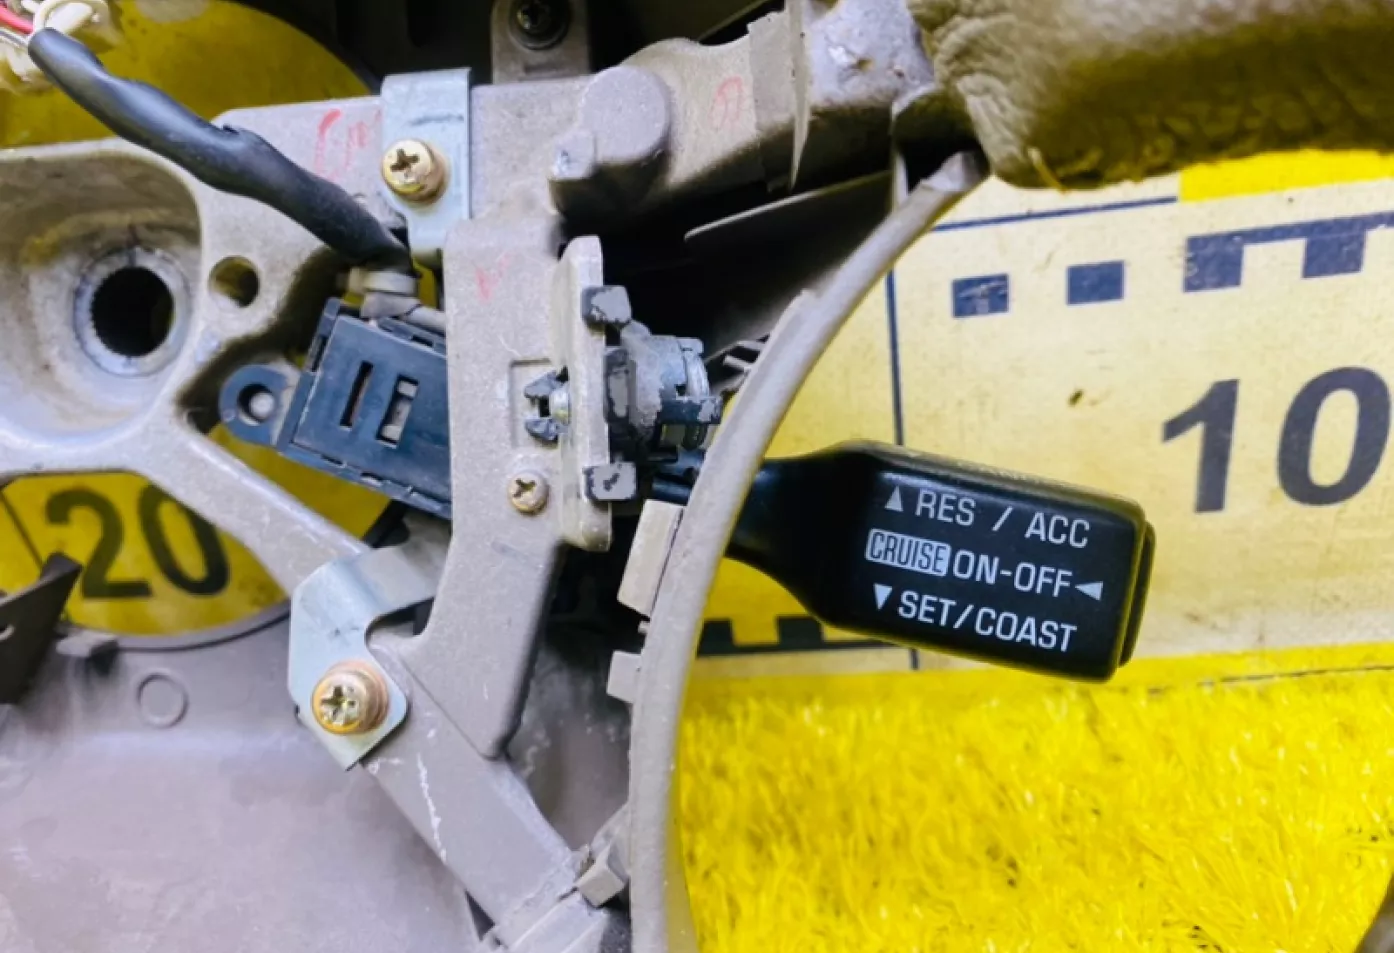 ▲ RES / ACC
CRUISE ON-OFF ◀
▼ SET/COAST
10
20